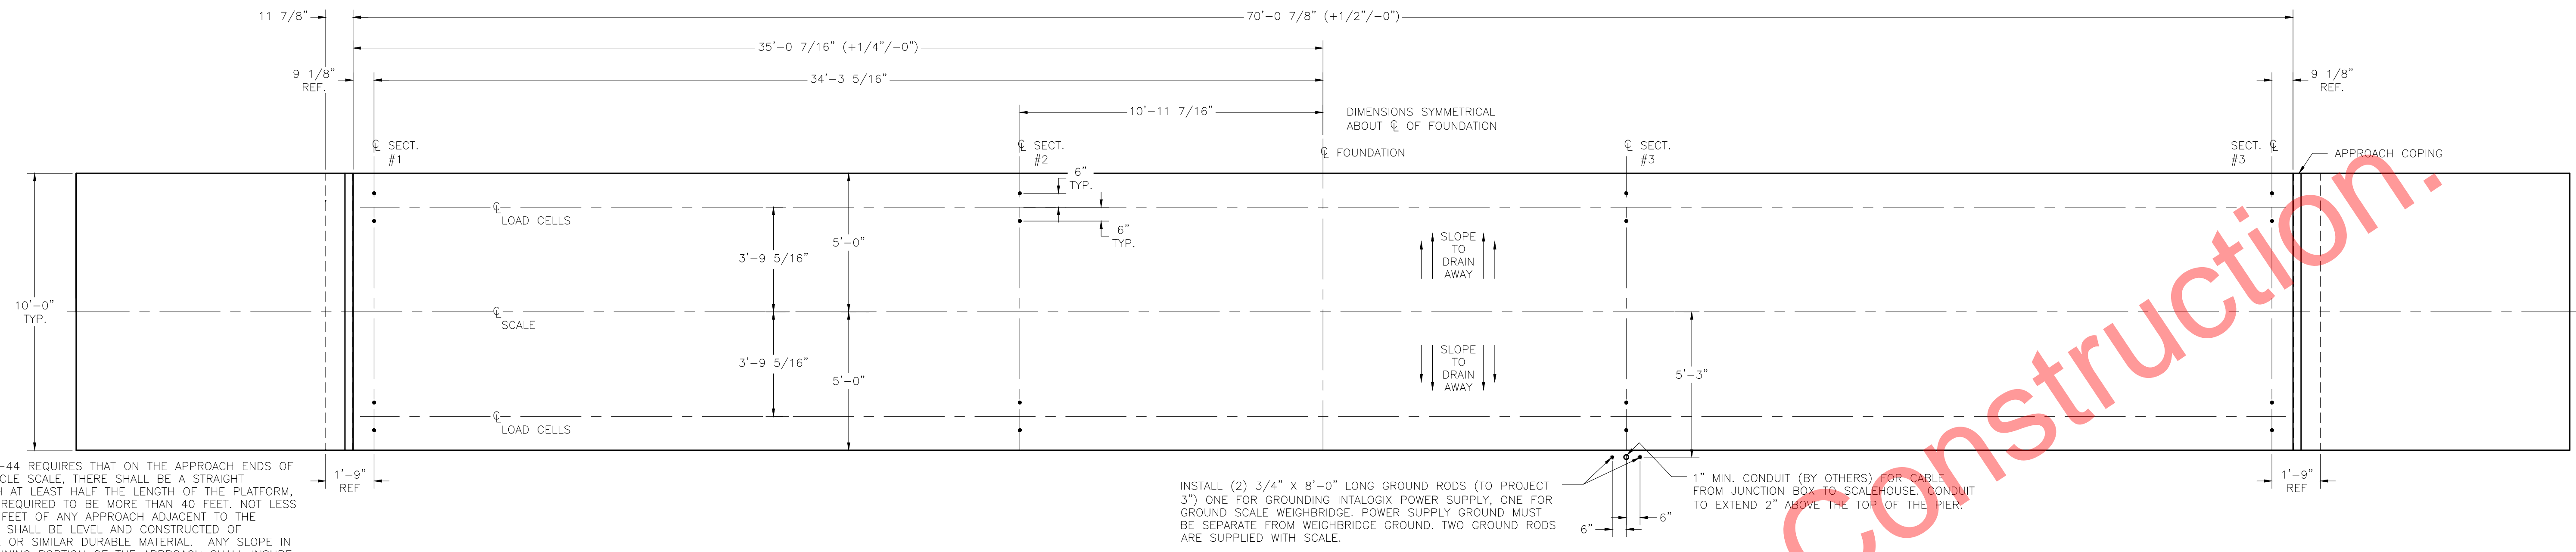 11 7/8"
70'-0 7/8" (+1/2"/-0")
35'-0 7/16" (+1/4"/-0")
9 1/8"
REF.
34'-3 5/16"
9 1/8"
REF.
10'-11 7/16"
DIMENSIONS SYMMETRICAL
ABOUT ℄ OF FOUNDATION
℄ SECT.
#1
℄ SECT.
#2
℄ FOUNDATION
℄ SECT.
#3
SECT. ℄
#3
APPROACH COPING
6"
TYP.
℄
LOAD CELLS
6"
TYP.
5'-0"
3'-9 5/16"
SLOPE
TO
DRAIN
AWAY
10'-0"
TYP.
℄
SCALE
3'-9 5/16"
5'-0"
SLOPE
TO
DRAIN
AWAY
5'-3"
℄
LOAD CELLS
-44 REQUIRES THAT ON THE APPROACH ENDS OF
CLE SCALE, THERE SHALL BE A STRAIGHT
H AT LEAST HALF THE LENGTH OF THE PLATFORM,
REQUIRED TO BE MORE THAN 40 FEET. NOT LESS
FEET OF ANY APPROACH ADJACENT TO THE
SHALL BE LEVEL AND CONSTRUCTED OF
E OR SIMILAR DURABLE MATERIAL. ANY SLOPE IN
1'-9"
REF
INSTALL (2) 3/4" X 8'-0" LONG GROUND RODS (TO PROJECT
3") ONE FOR GROUNDING INTALOGIX POWER SUPPLY, ONE FOR
GROUND SCALE WEIGHBRIDGE. POWER SUPPLY GROUND MUST
BE SEPARATE FROM WEIGHBRIDGE GROUND. TWO GROUND RODS
ARE SUPPLIED WITH SCALE.
6"
6"
1" MIN. CONDUIT (BY OTHERS) FOR CABLE
FROM JUNCTION BOX TO SCALEHOUSE. CONDUIT
TO EXTEND 2" ABOVE THE TOP OF THE PIER.
1'-9"
REF
Construction.